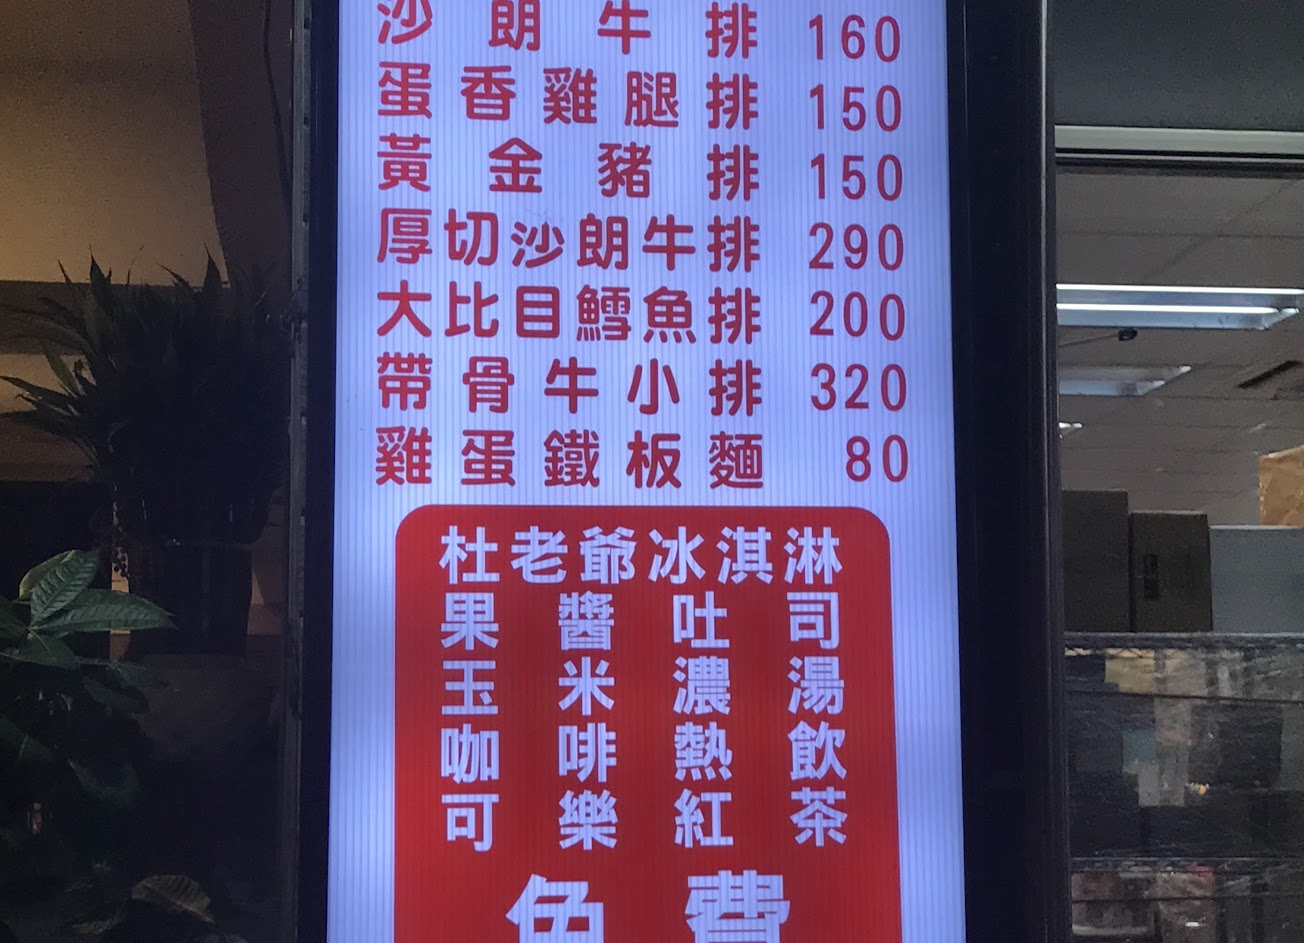 沙朗牛排 160
蛋香雞腿排 150
黃金豬排 150
厚切沙朗牛排 290
大比目鱈魚排 200
帶骨牛小排 320
雞蛋鐵板麵 80
杜老爺冰淇淋
果醬吐司
玉米濃湯
咖啡熱飲
可樂紅茶
免費